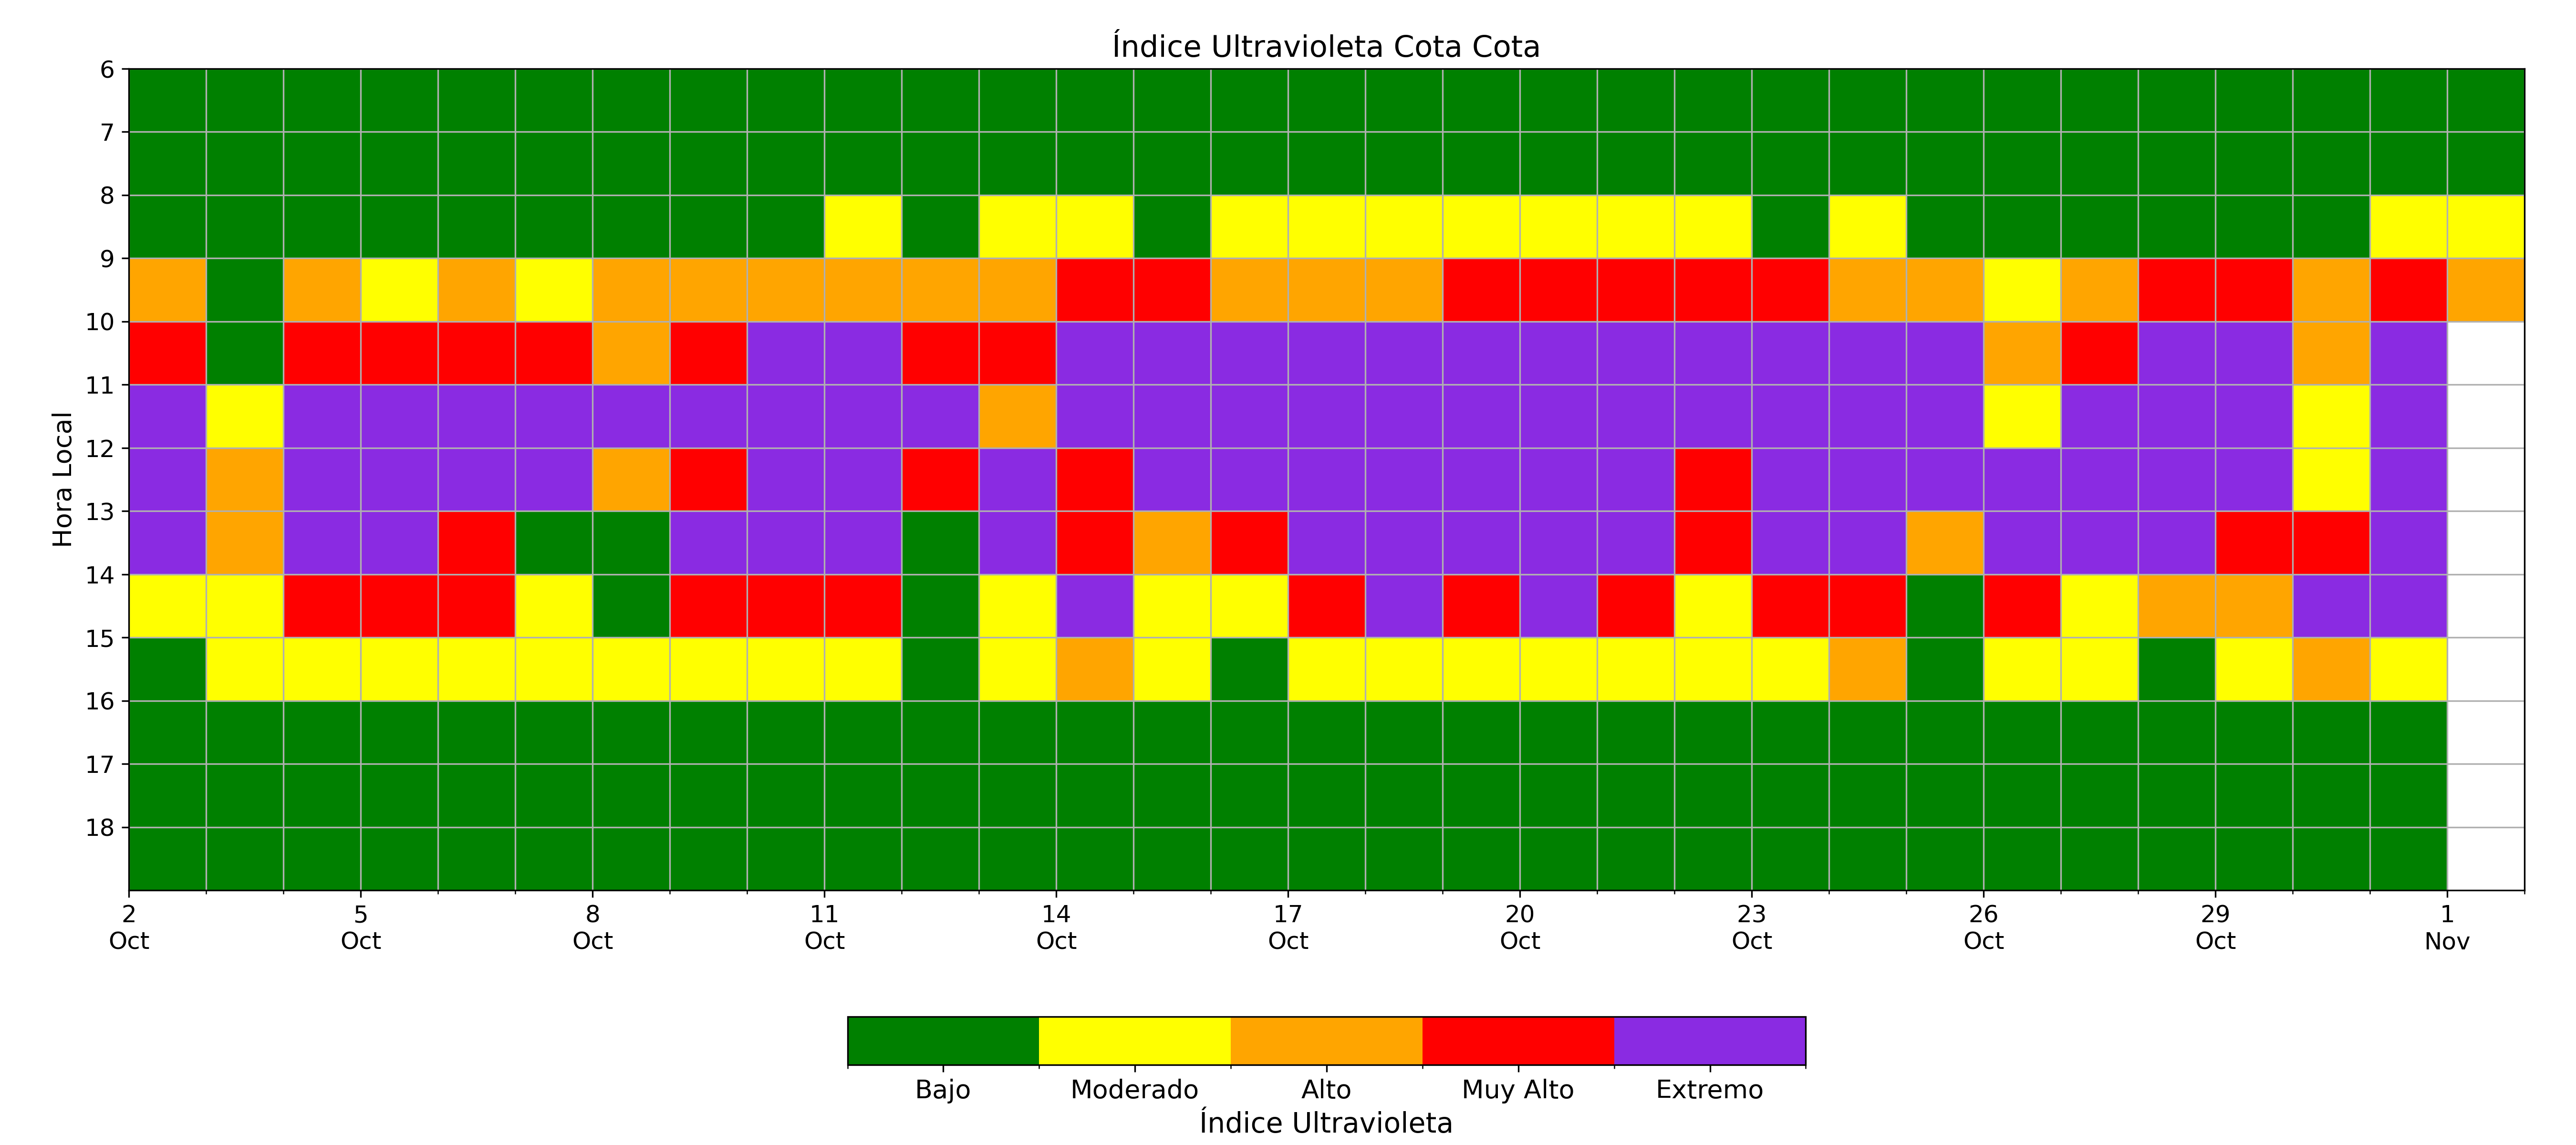 Índice Ultravioleta Cota Cota
Hora Local
6
7
8
9
10
11
12
13
14
15
16
17
18
2 5 8 11 14 17 20 23 26 29 1
Oct Oct Oct Oct Oct Oct Oct Oct Oct Oct Nov
Bajo Moderado Alto Muy Alto Extremo
Índice Ultravioleta